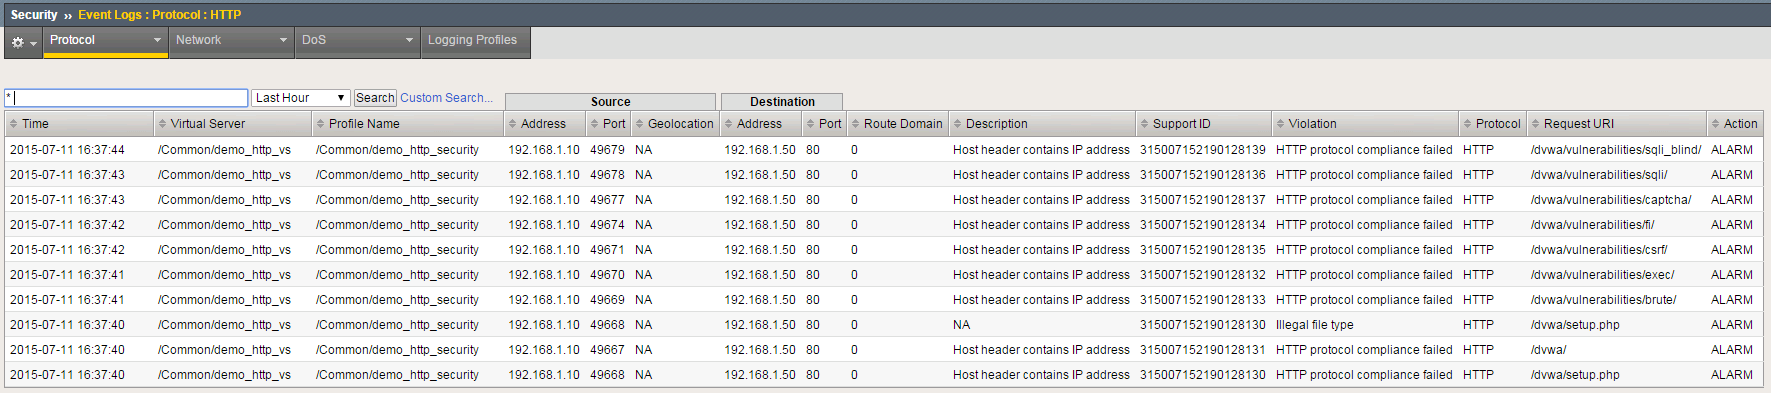 Security ›› Event Logs : Protocol : HTTP
Protocol Network DoS Logging Profiles
* Last Hour Search Custom Search... Source Destination
Time Virtual Server Profile Name Address Port Geolocation Address Port Route Domain Description Support ID Violation Protocol Request URI Action
2015-07-11 16:37:44 /Common/demo_http_vs /Common/demo_http_security 192.168.1.10 49679 NA 192.168.1.50 80 0 Host header contains IP address 315007152190128139 HTTP protocol compliance failed HTTP /dvwa/vulnerabilities/sqli_blind/ ALARM
2015-07-11 16:37:43 /Common/demo_http_vs /Common/demo_http_security 192.168.1.10 49678 NA 192.168.1.50 80 0 Host header contains IP address 315007152190128136 HTTP protocol compliance failed HTTP /dvwa/vulnerabilities/sqli/ ALARM
2015-07-11 16:37:43 /Common/demo_http_vs /Common/demo_http_security 192.168.1.10 49677 NA 192.168.1.50 80 0 Host header contains IP address 315007152190128137 HTTP protocol compliance failed HTTP /dvwa/vulnerabilities/captcha/ ALARM
2015-07-11 16:37:42 /Common/demo_http_vs /Common/demo_http_security 192.168.1.10 49674 NA 192.168.1.50 80 0 Host header contains IP address 315007152190128134 HTTP protocol compliance failed HTTP /dvwa/vulnerabilities/fi/ ALARM
2015-07-11 16:37:42 /Common/demo_http_vs /Common/demo_http_security 192.168.1.10 49671 NA 192.168.1.50 80 0 Host header contains IP address 315007152190128135 HTTP protocol compliance failed HTTP /dvwa/vulnerabilities/csrf/ ALARM
2015-07-11 16:37:41 /Common/demo_http_vs /Common/demo_http_security 192.168.1.10 49670 NA 192.168.1.50 80 0 Host header contains IP address 315007152190128132 HTTP protocol compliance failed HTTP /dvwa/vulnerabilities/exec/ ALARM
2015-07-11 16:37:41 /Common/demo_http_vs /Common/demo_http_security 192.168.1.10 49669 NA 192.168.1.50 80 0 Host header contains IP address 315007152190128133 HTTP protocol compliance failed HTTP /dvwa/vulnerabilities/brute/ ALARM
2015-07-11 16:37:40 /Common/demo_http_vs /Common/demo_http_security 192.168.1.10 49668 NA 192.168.1.50 80 0 NA 315007152190128130 Illegal file type HTTP /dvwa/setup.php ALARM
2015-07-11 16:37:40 /Common/demo_http_vs /Common/demo_http_security 192.168.1.10 49667 NA 192.168.1.50 80 0 Host header contains IP address 315007152190128131 HTTP protocol compliance failed HTTP /dvwa/ ALARM
2015-07-11 16:37:40 /Common/demo_http_vs /Common/demo_http_security 192.168.1.10 49668 NA 192.168.1.50 80 0 Host header contains IP address 315007152190128130 HTTP protocol compliance failed HTTP /dvwa/setup.php ALARM